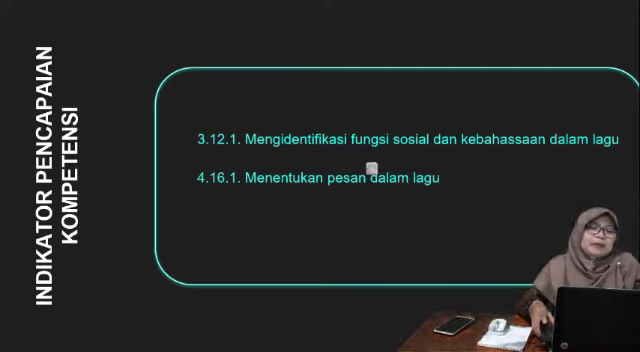 INDIKATOR PENCAPAIAN
KOMPETENSI
3.12.1. Mengidentifikasi fungsi sosial dan kebahassaan dalam lagu
4.16.1. Menentukan pesan dalam lagu